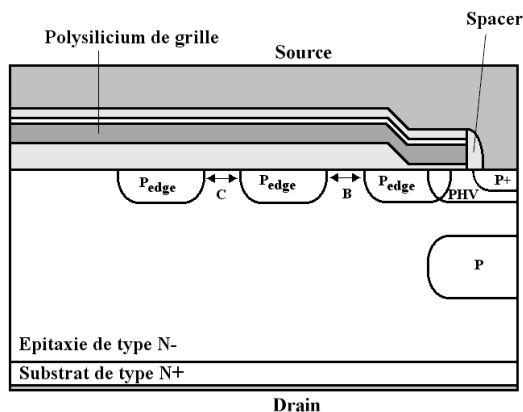 Spacer
Polysilicium de grille
Source
Pedge Pedge Pedge PHV P+
C B
P
Epitaxie de type N-
Substrat de type N+
Drain